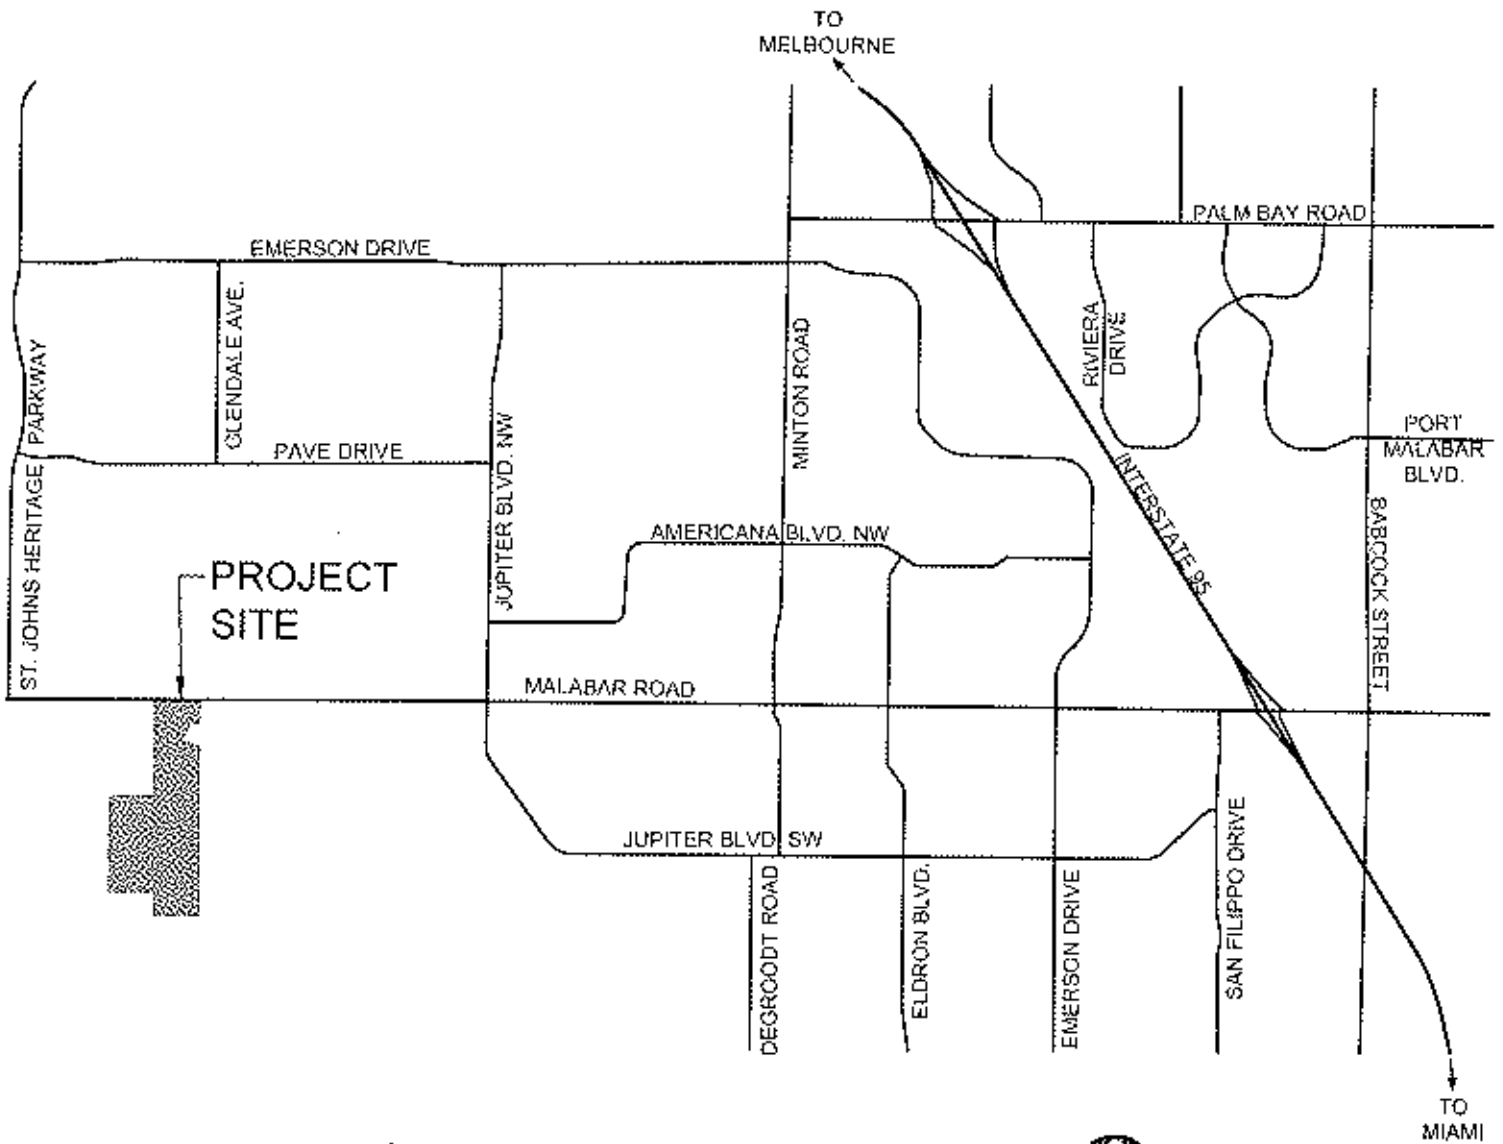 TO
MELBOURNE
PALM BAY ROAD
EMERSON DRIVE
GLENDALE AVE.
ST. JOHNS HERITAGE PARKWAY
MINTON ROAD
RIVIERA
DRIVE
PAVE DRIVE
JUPITER BLVD. NW
PORT
MALABAR
BLVD.
INTERSTATE 95
BABCOCK STREET
AMERICANA BLVD. NW
PROJECT
SITE
MALABAR ROAD
JUPITER BLVD. SW
DEGROODT ROAD
ELDRON BLVD.
EMERSON DRIVE
SAN FILIPPO DRIVE
TO
MIAMI